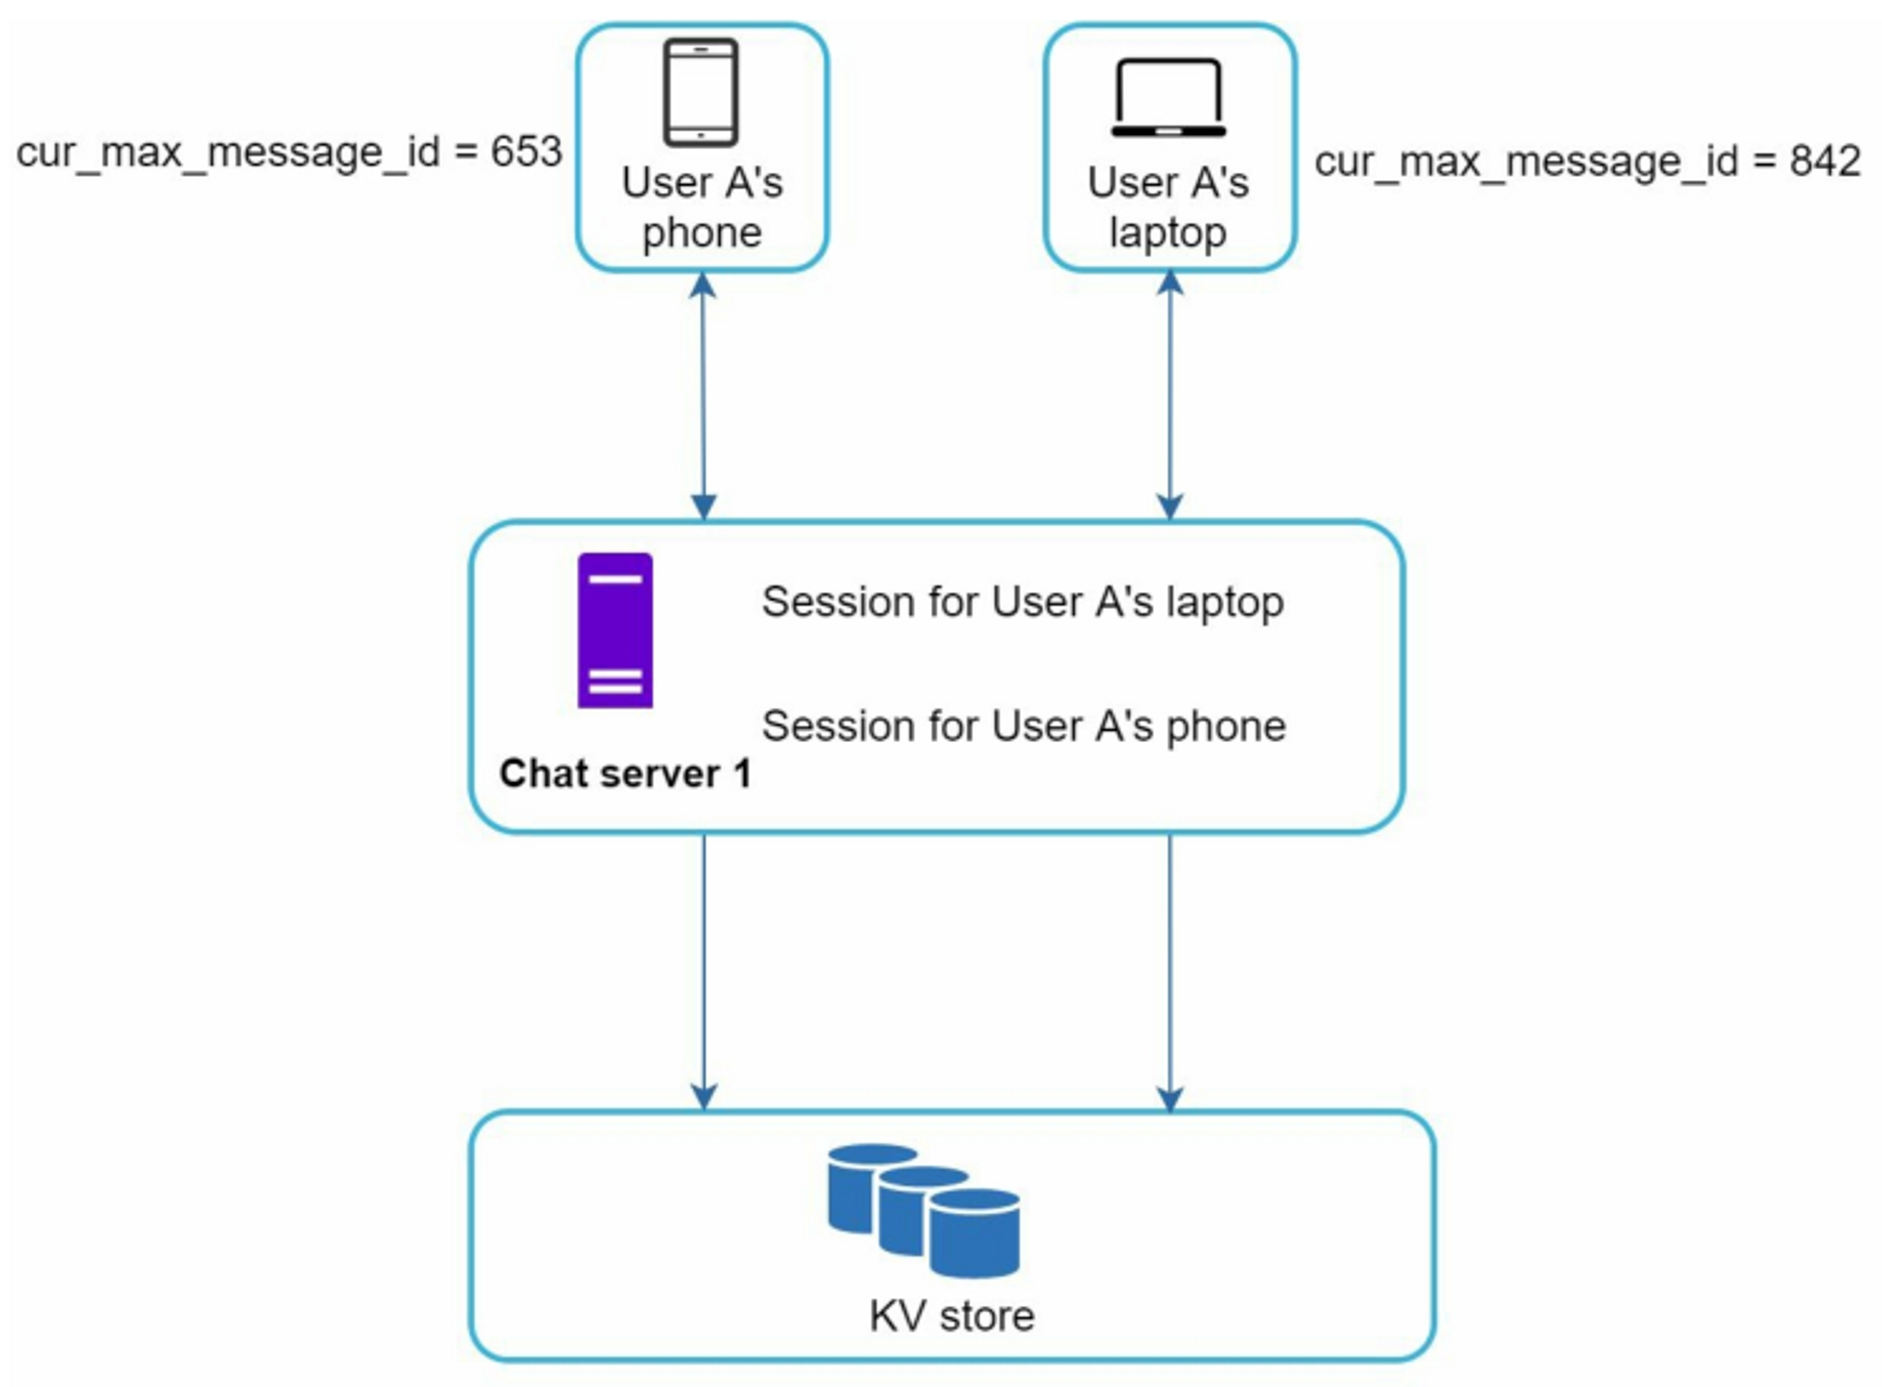 cur_max_message_id = 653
User A's
phone
User A's
laptop
cur_max_message_id = 842
Session for User A's laptop
Session for User A's phone
Chat server 1
KV store